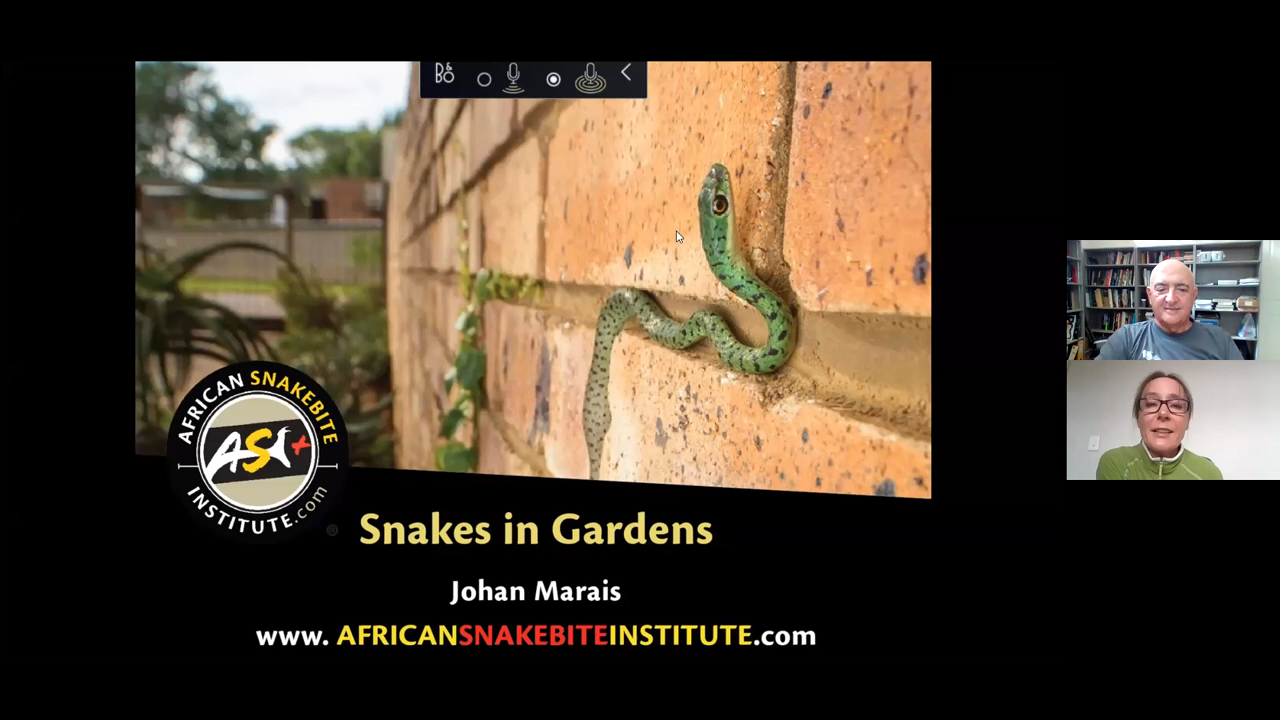 B&O
AFRICAN SNAKEBITE
ASI+
INSTITUTE.com
®
Snakes in Gardens
Johan Marais
www. AFRICANSNAKEBITEINSTITUTE.com